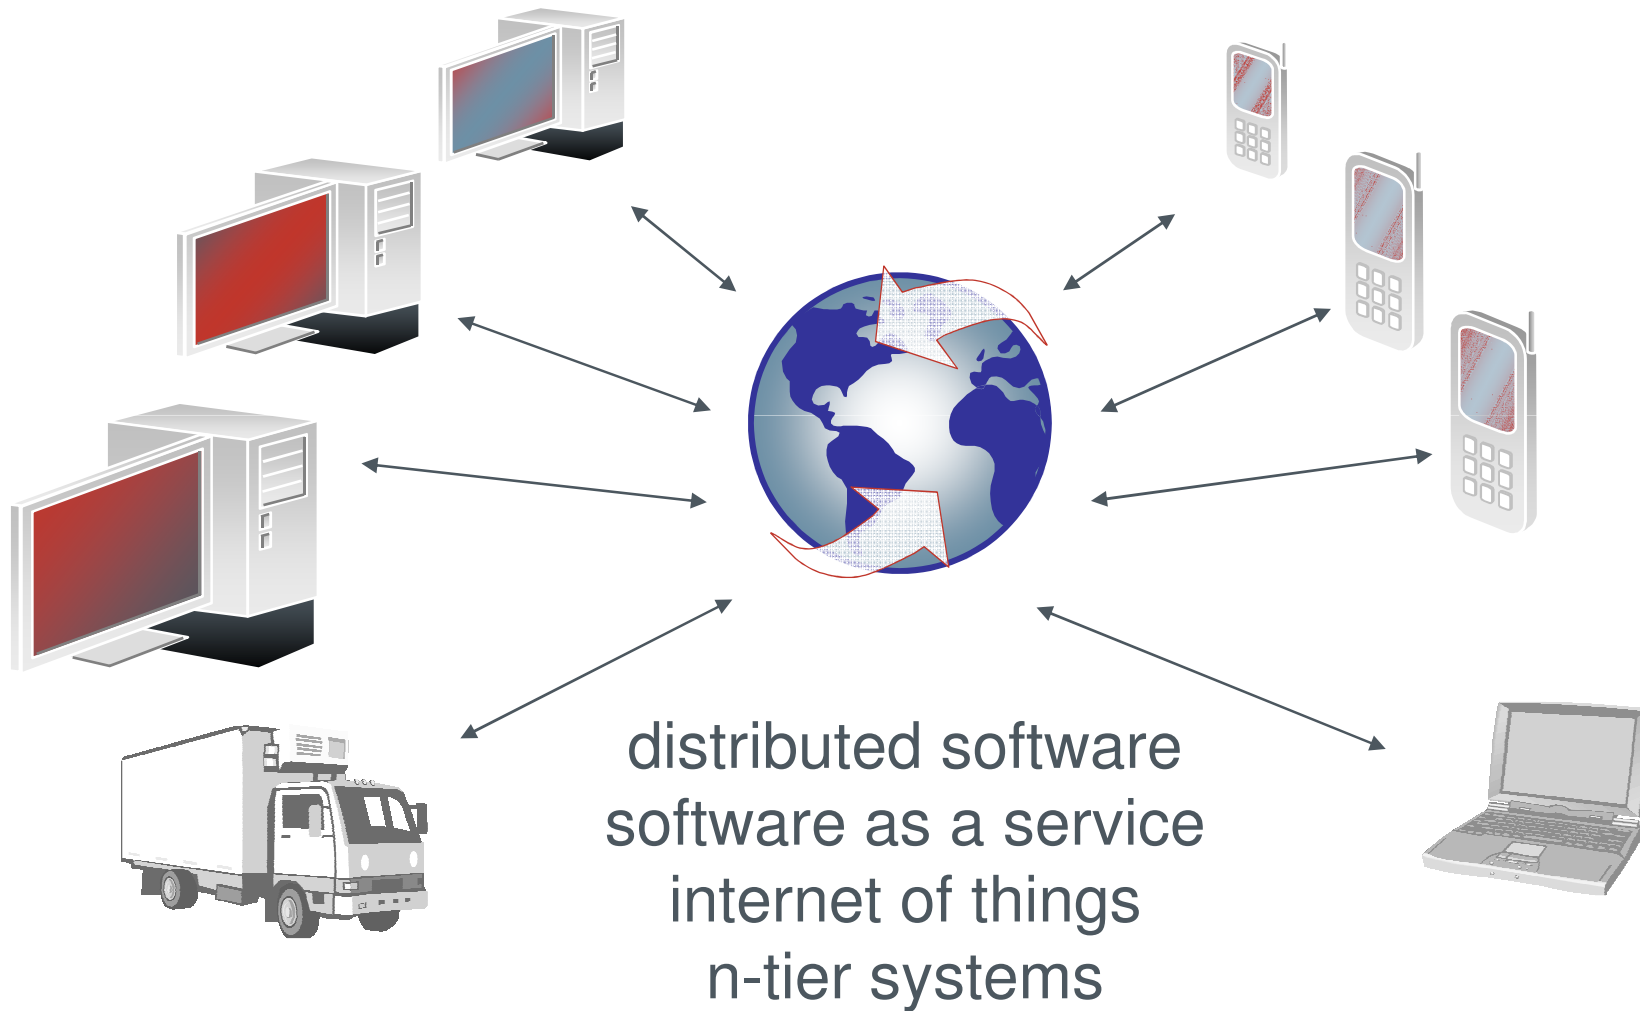 distributed software
software as a service
internet of things
n-tier systems